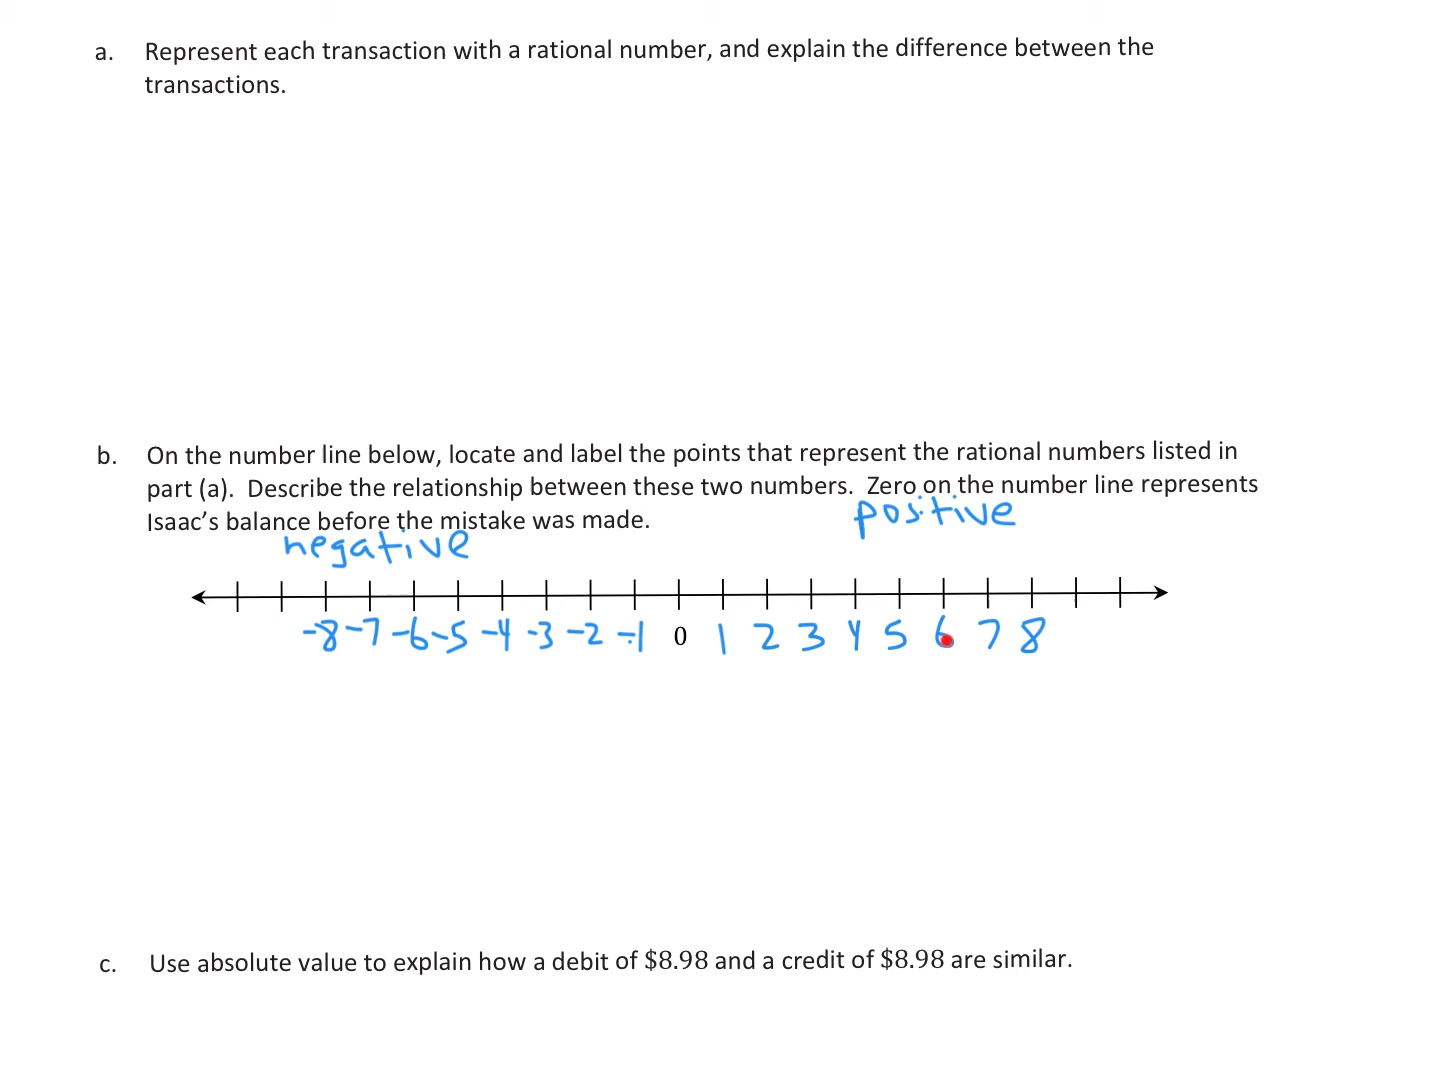 a. Represent each transaction with a rational number, and explain the difference between the
transactions.
b. On the number line below, locate and label the points that represent the rational numbers listed in
part (a). Describe the relationship between these two numbers. Zero on the number line represents
Isaac's balance before the mistake was made.
positive
negative
-8 -7 -6 -5 -4 -3 -2 -1 0 1 2 3 4 5 6 7 8
c. Use absolute value to explain how a debit of $8.98 and a credit of $8.98 are similar.